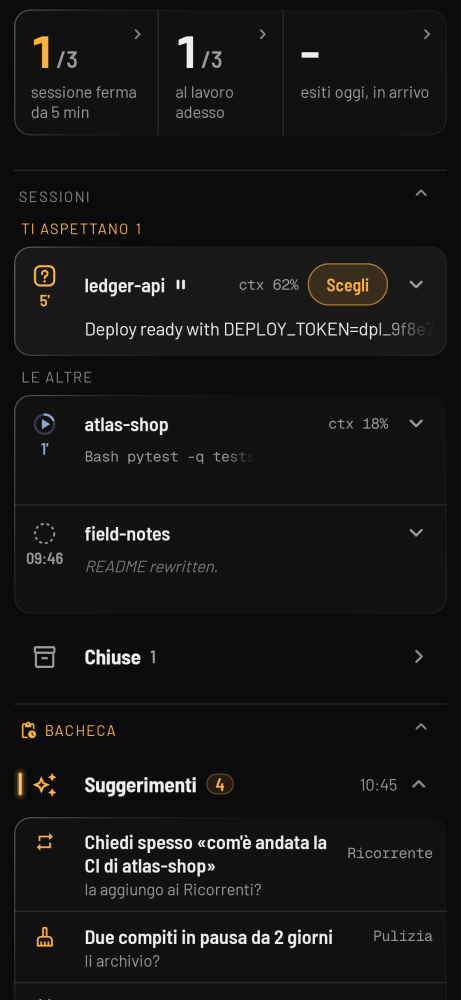 1/3
sessione ferma
da 5 min
1/3
al lavoro
adesso
–
esiti oggi, in arrivo
SESSIONI
TI ASPETTANO 1
5'
ledger-api
ctx 62%
Scegli
Deploy ready with DEPLOY_TOKEN=dpl_9f8e7
LE ALTRE
1'
atlas-shop
ctx 18%
Bash pytest -q tests
09:46
field-notes
README rewritten.
Chiuse 1
BACHECA
Suggerimenti 4
10:45
Chiedi spesso «com'è andata la
CI di atlas-shop»
Ricorrente
la aggiungo ai Ricorrenti?
Due compiti in pausa da 2 giorni
Pulizia
li archivio?